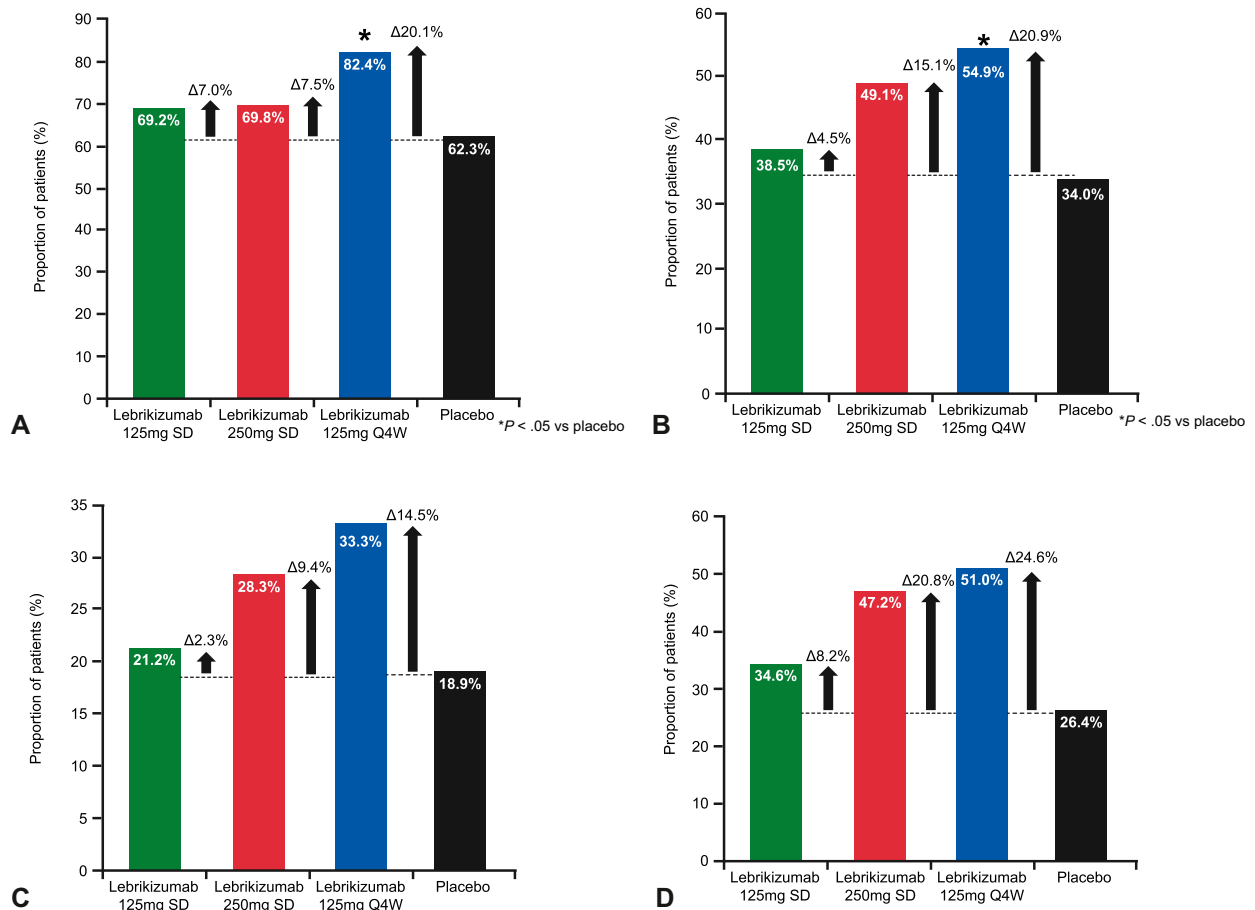 90
80
70
60
50
40
30
20
10
0
Proportion of patients (%)
69.2%
Δ7.0%
69.8%
Δ7.5%
*
82.4%
Δ20.1%
62.3%
Lebrikizumab
125mg SD
Lebrikizumab
250mg SD
Lebrikizumab
125mg Q4W
Placebo
*P < .05 vs placebo
A
60
50
40
30
20
10
0
Proportion of patients (%)
38.5%
Δ4.5%
49.1%
Δ15.1%
*
54.9%
Δ20.9%
34.0%
Lebrikizumab
125mg SD
Lebrikizumab
250mg SD
Lebrikizumab
125mg Q4W
Placebo
*P < .05 vs placebo
B
35
30
25
20
15
10
5
0
Proportion of patients (%)
21.2%
Δ2.3%
28.3%
Δ9.4%
33.3%
Δ14.5%
18.9%
Lebrikizumab
125mg SD
Lebrikizumab
250mg SD
Lebrikizumab
125mg Q4W
Placebo
C
60
50
40
30
20
10
0
Proportion of patients (%)
34.6%
Δ8.2%
47.2%
Δ20.8%
51.0%
Δ24.6%
26.4%
Lebrikizumab
125mg SD
Lebrikizumab
250mg SD
Lebrikizumab
125mg Q4W
Placebo
D